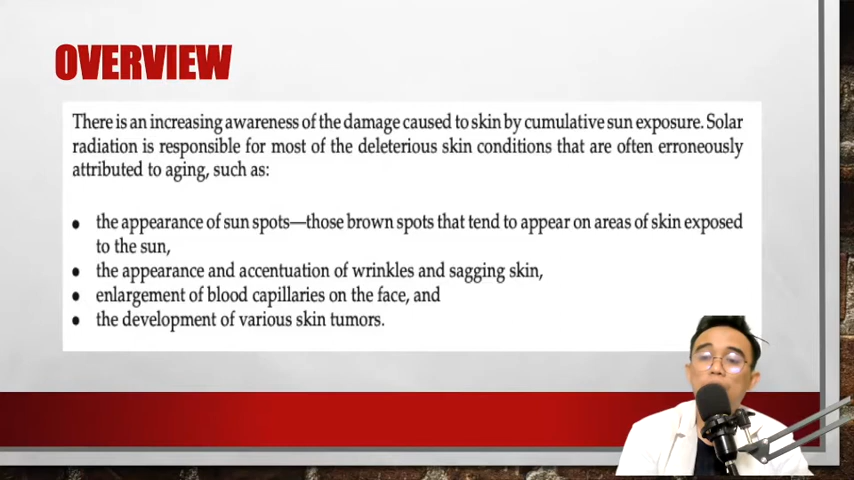 OVERVIEW
There is an increasing awareness of the damage caused to skin by cumulative sun exposure. Solar
radiation is responsible for most of the deleterious skin conditions that are often erroneously
attributed to aging, such as:
● the appearance of sun spots—those brown spots that tend to appear on areas of skin exposed
to the sun,
● the appearance and accentuation of wrinkles and sagging skin,
● enlargement of blood capillaries on the face, and
● the development of various skin tumors.